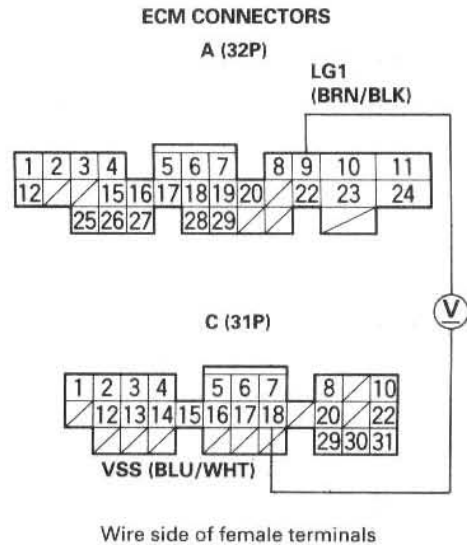 ECM CONNECTORS
A (32P)
LG1
(BRN/BLK)
1 2 3 4 5 6 7 8 9 10 11
12 15 16 17 18 19 20 22 23 24
25 26 27 28 29
V
C (31P)
1 2 3 4 5 6 7 8 10
12 13 14 15 16 17 18 20 22
29 30 31
VSS (BLU/WHT)
Wire side of female terminals